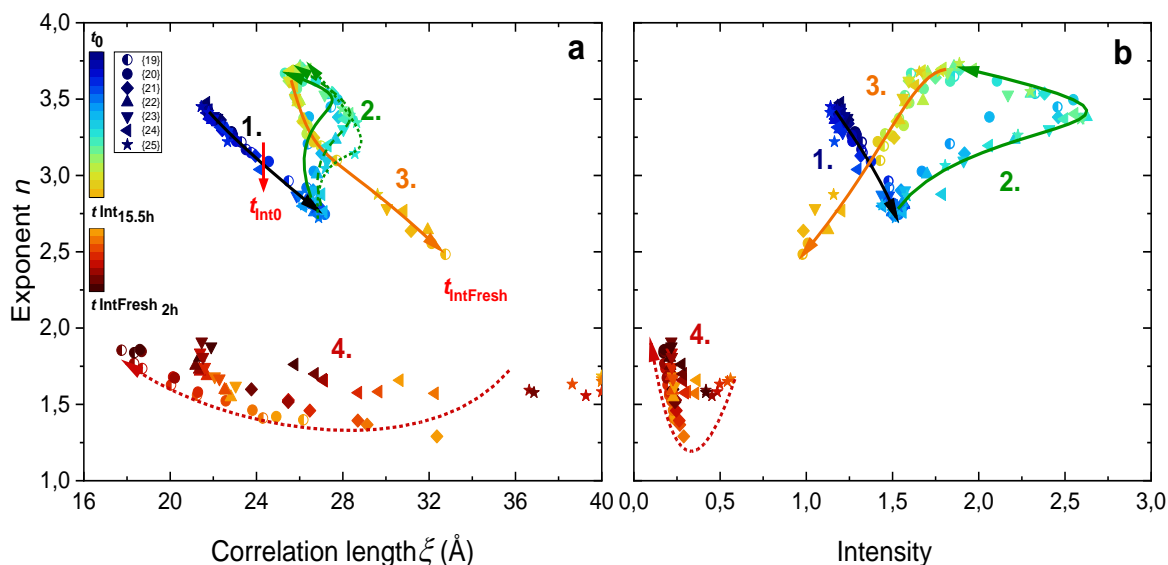 4,0
3,5
3,0
2,5
2,0
1,5
1,0
Exponent n
t0
t Int15.5h
t IntFresh 2h
{19}
{20}
{21}
{22}
{23}
{24}
{25}
a
1.
2.
3.
4.
tInt0
tIntFresh
16 20 24 28 32 36 40
Correlation length ξ (Å)
b
1.
2.
3.
4.
0,0 0,5 1,0 1,5 2,0 2,5 3,0
Intensity